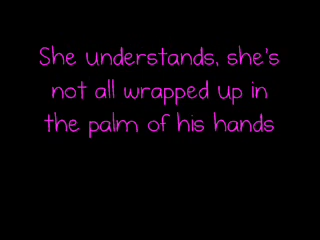 She understands, she's
not all wrapped up in
the palm of his hands